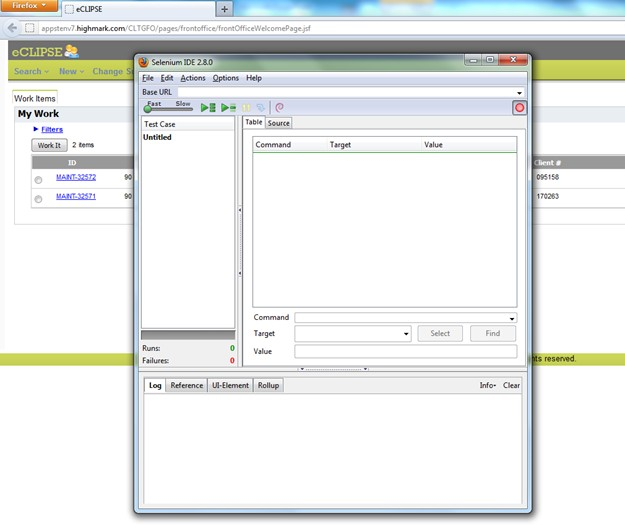 Firefox
eCLIPSE
appstenv7.highmark.com/CLTGFO/pages/frontoffice/frontOfficeWelcomePage.jsf
eCLIPSE
Search New Change S
Work Items
My Work
Filters
Work It 2 items
ID
Client #
MAINT-32572 90
095158
MAINT-32571 90
170263
hts reserved.
Selenium IDE 2.8.0
File Edit Actions Options Help
Base URL
Fast Slow
Test Case
Untitled
Table Source
Command Target Value
Command
Target Select Find
Value
Runs: 0
Failures: 0
Log Reference UI-Element Rollup Info Clear